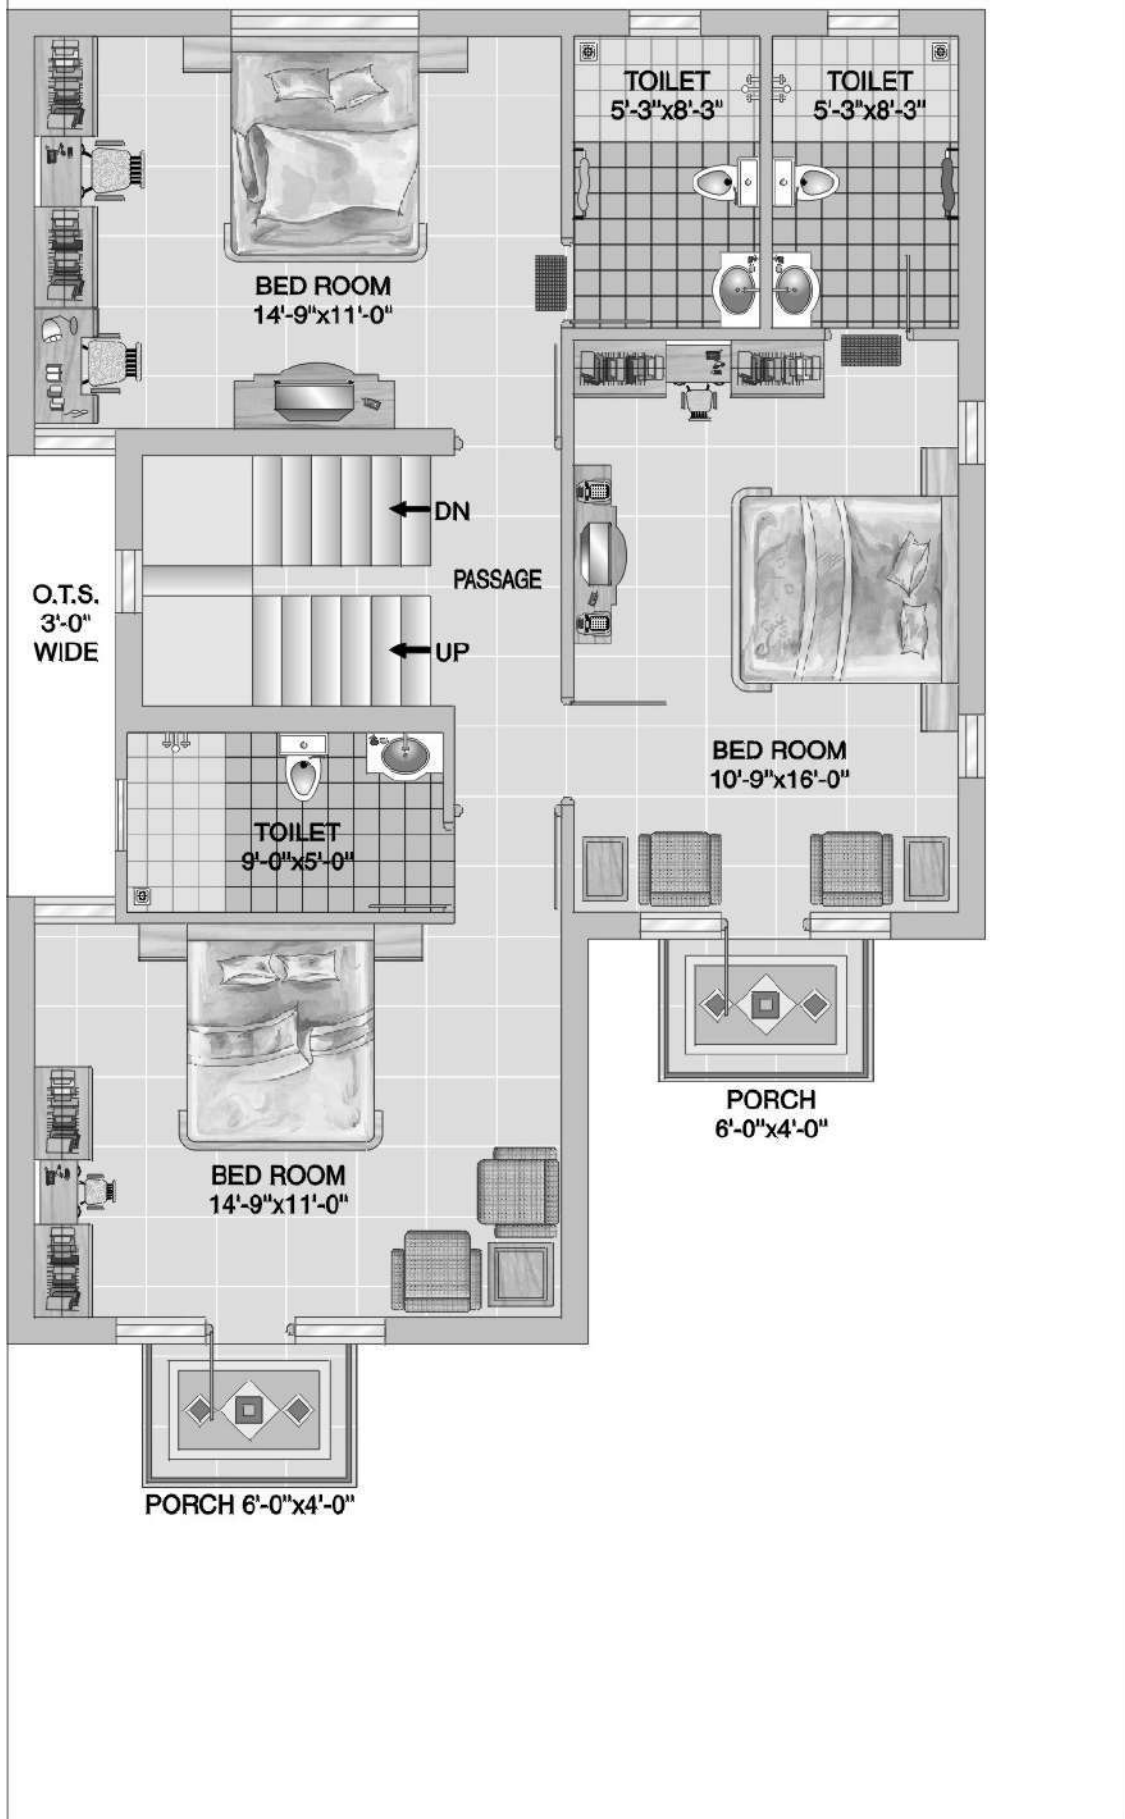 TOILET
5'-3"x8'-3"
TOILET
5'-3"x8'-3"
BED ROOM
14'-9"x11'-0"
DN
PASSAGE
O.T.S.
3'-0"
WIDE
UP
BED ROOM
10'-9"x16'-0"
TOILET
9'-0"x5'-0"
PORCH
6'-0"x4'-0"
BED ROOM
14'-9"x11'-0"
PORCH 6'-0"x4'-0"